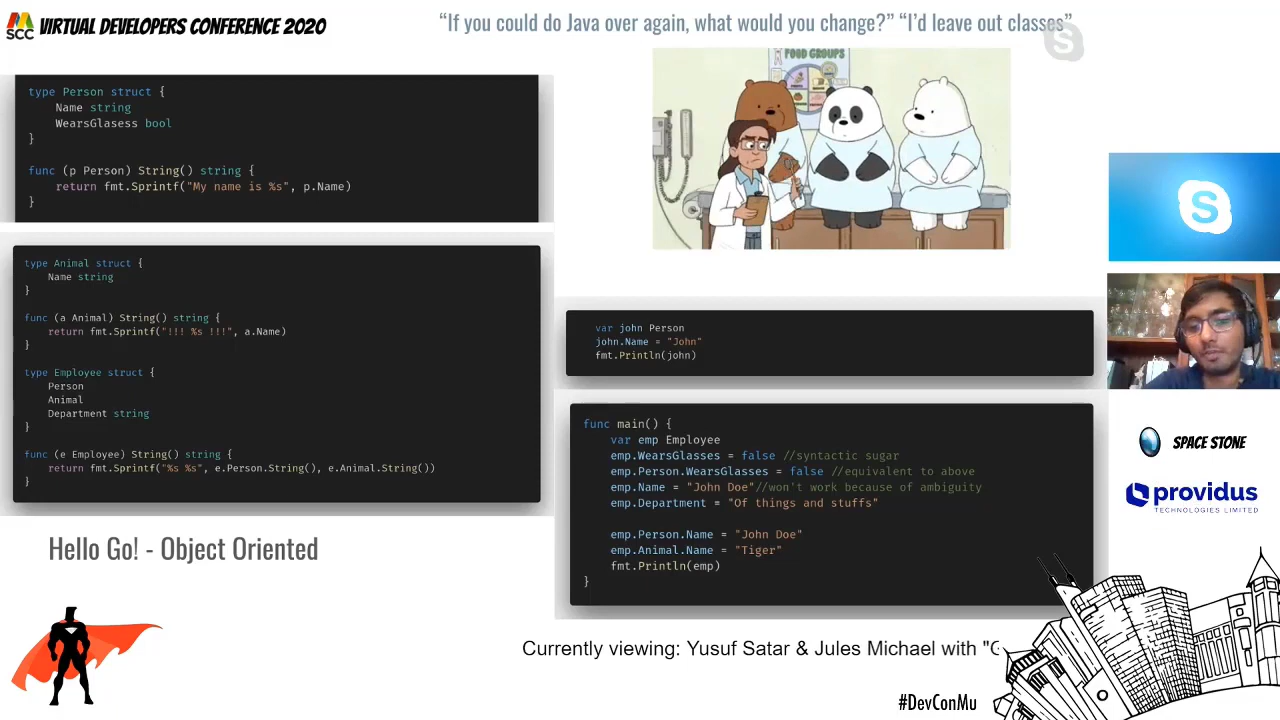 SCC VIRTUAL DEVELOPERS CONFERENCE 2020
“If you could do Java over again, what would you change?” “I’d leave out classes”
type Person struct {
Name string
WearsGlasess bool
}
func (p Person) String() string {
return fmt.Sprintf("My name is %s", p.Name)
}
type Animal struct {
Name string
}
func (a Animal) String() string {
return fmt.Sprintf("!!! %s !!!", a.Name)
}
type Employee struct {
Person
Animal
Department string
}
func (e Employee) String() string {
return fmt.Sprintf("%s %s", e.Person.String(), e.Animal.String())
}
Hello Go! - Object Oriented
FOOD GROUPS
var john Person
john.Name = "John"
fmt.Println(john)
func main() {
var emp Employee
emp.WearsGlasses = false //syntactic sugar
emp.Person.WearsGlasses = false //equivalent to above
emp.Name = "John Doe"//won't work because of ambiguity
emp.Department = "Of things and stuffs"
emp.Person.Name = "John Doe"
emp.Animal.Name = "Tiger"
fmt.Println(emp)
}
S
S
SPACE STONE
providus
TECHNOLOGIES LIMITED
Currently viewing: Yusuf Satar & Jules Michael with "
#DevConMu